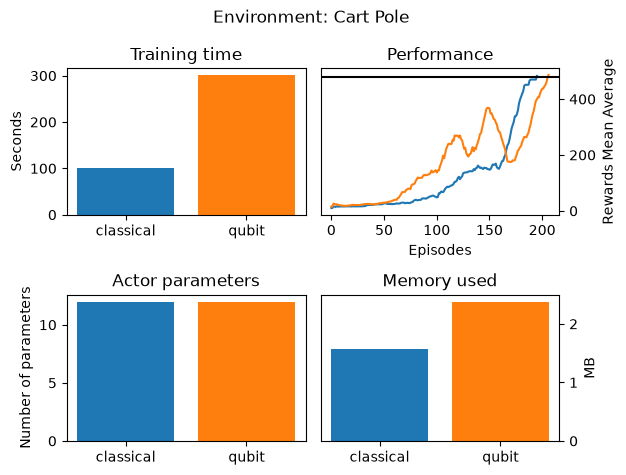 Environment: Cart Pole
Training time
Performance
Seconds
300
200
100
0
classical
qubit
Rewards Mean Average
400
200
0
0
50
100
150
200
Episodes
Actor parameters
Memory used
Number of parameters
10
5
0
classical
qubit
MB
2
1
0
classical
qubit